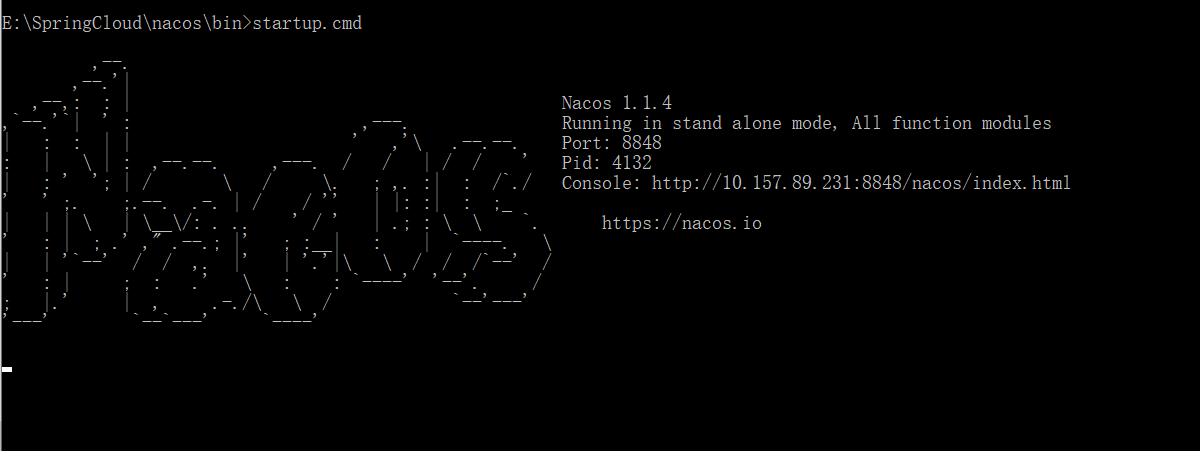 E:\SpringCloud\nacos\bin>startup.cmd
Nacos 1.1.4
Running in stand alone mode, All function modules
Port: 8848
Pid: 4132
Console: http://10.157.89.231:8848/nacos/index.html
https://nacos.io